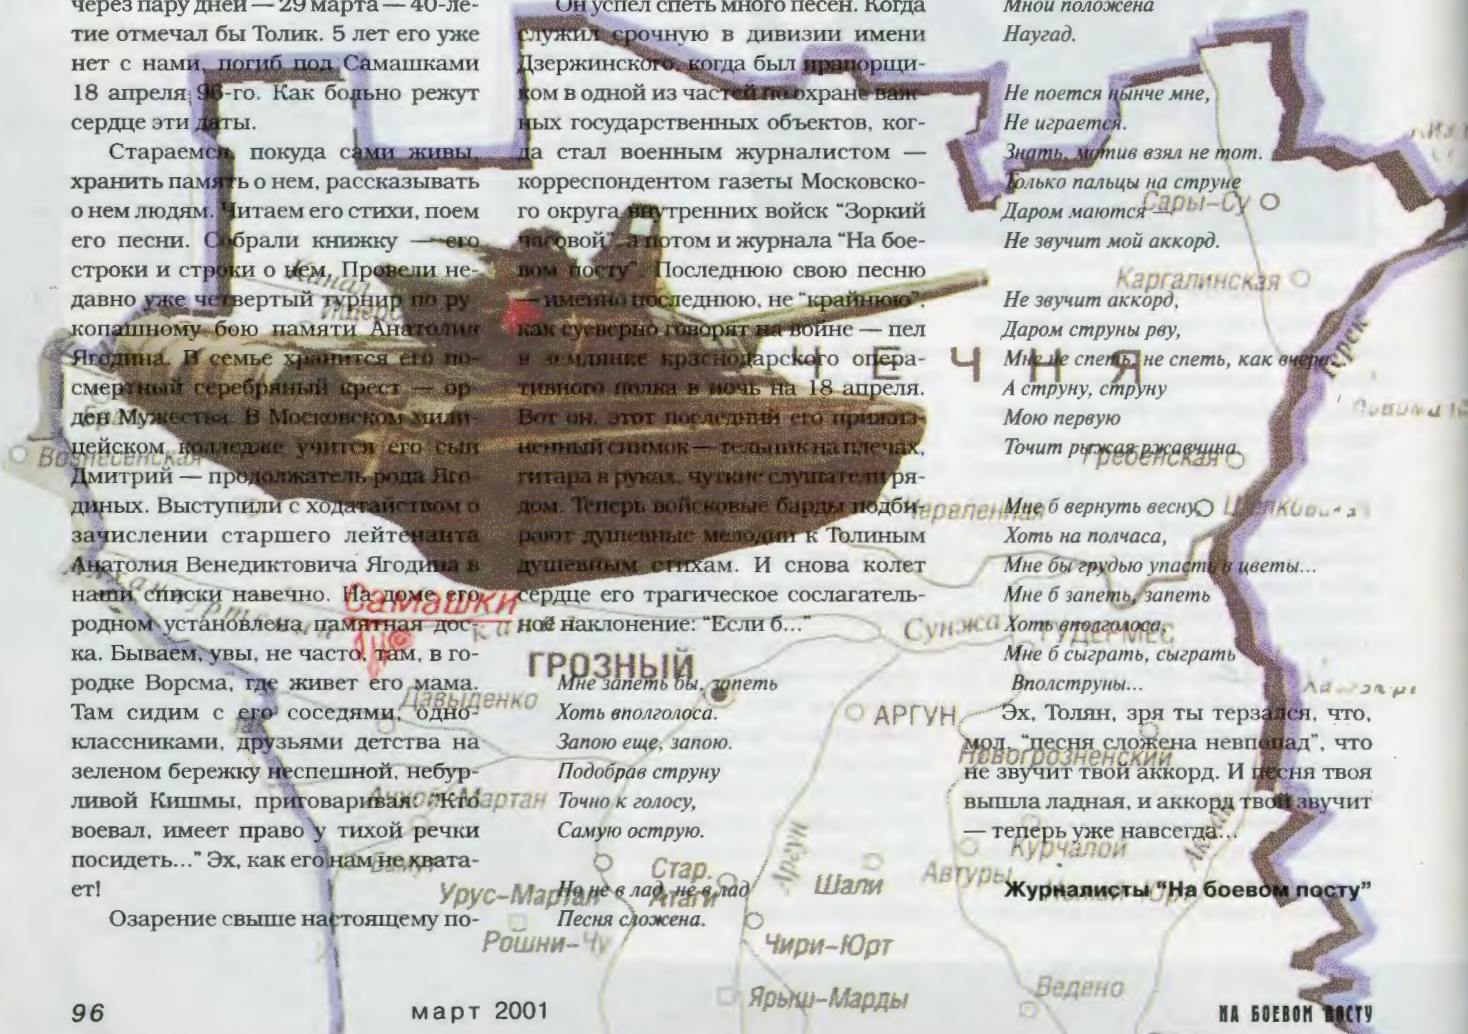 через пару дней — 29 марта — 40-ле-
тие отмечал бы Толик. 5 лет его уже
нет с нами, погиб под Самашками
18 апреля 96-го. Как больно режут
сердце эти даты.
Стараемся, покуда сами живы,
хранить память о нем, рассказывать
о нем людям. Читаем его стихи, поем
его песни. Собрали книжку — его
строки и строки о нем. Провели не-
давно уже четвертый турнир по ру
копашному бою памяти Анатолия
Ягодина. В семье хранится его по-
смертный серебряный крест — ор-
ден Мужества. В Московском мили-
цейском колледже учится его сын
Дмитрий — продолжатель рода Яго-
диных. Выступили с ходатайством о
зачислении старшего лейтенанта
Анатолия Венедиктовича Ягодина в
наши списки навечно. На доме его
родном установлена памятная дос-
ка. Бываем, увы, не часто, там, в го-
родке Ворсма, где живет его мама.
Там сидим с его соседями, одно-
классниками, друзьями детства на
зеленом бережку неспешной, небур-
ливой Кишмы, приговаривая: "Кто
воевал, имеет право у тихой речки
посидеть..." Эх, как его нам не хвата-
ет!
Озарение свыше настоящему по-
Он успел спеть много песен. Когда
служил срочную в дивизии имени
Дзержинского, когда был прапорщи-
ком в одной из частей по охране важ-
ных государственных объектов, ког-
да стал военным журналистом —
корреспондентом газеты Московско-
го округа внутренних войск "Зоркий
часовой", а потом и журнала "На бое-
вом посту". Последнюю свою песню
— именно последнюю, не "крайнюю",
как суеверно говорят на войне — пел
в землянке краснодарского опера-
тивного полка в ночь на 18 апреля.
Вот он, этот последний его прижиз-
ненный снимок — тельник на плечах,
гитара в руках, чуткие слушатели ря-
дом. Теперь войсковые барды подби-
рают душевные мелодии к Толиным
душевным стихам. И снова колет
сердце его трагическое сослагатель-
ное наклонение: "Если б..."
Мне запеть бы, запеть
Хоть вполголоса.
Запою еще, запою.
Подобрав струну
Точно к голосу,
Самую острую.
Но не в лад, не в лад
Песня сложена.
Мной положена
Наугад.
Не поется нынче мне,
Не играется.
Знать, мотив взял не тот.
Только пальцы на струне
Даром маются —
Не звучит мой аккорд.
Не звучит аккорд,
Даром струны рву,
Мне не спеть, не спеть, как вчера...
А струну, струну
Мою первую
Точит рыжая ржавчина.
Мне б вернуть весну
Хоть на полчаса,
Мне бы грудью упасть в цветы...
Мне б запеть, запеть
Хоть вполголоса,
Мне б сыграть, сыграть
Вполструны...
Эх, Толян, зря ты терзался, что,
мол, "песня сложена невпопад", что
не звучит твой аккорд. И песня твоя
вышла ладная, и аккорд твой звучит
— теперь уже навсегда...
Журналисты "На боевом посту"
ЧЕЧНЯ
Сары-Су
Каргалинская
Терек
Гребенская
Червленная
Вознесенская
Канал
Самашки
канал
ГРОЗНЫЙ
Сунжа
ГУДЕРМЕС
Давыденко
АРГУН
Новогрозненский
Ачхой-Мартан
Бамут
Аргун
Аксай
Курчалой
Автуры
Шали
Стар.
Атаги
Урус-Мартан
Рошни-Чу
Чири-Юрт
Ярыш-Марды
Ведено
96
март 2001
НА БОЕВОМ ПОСТУ